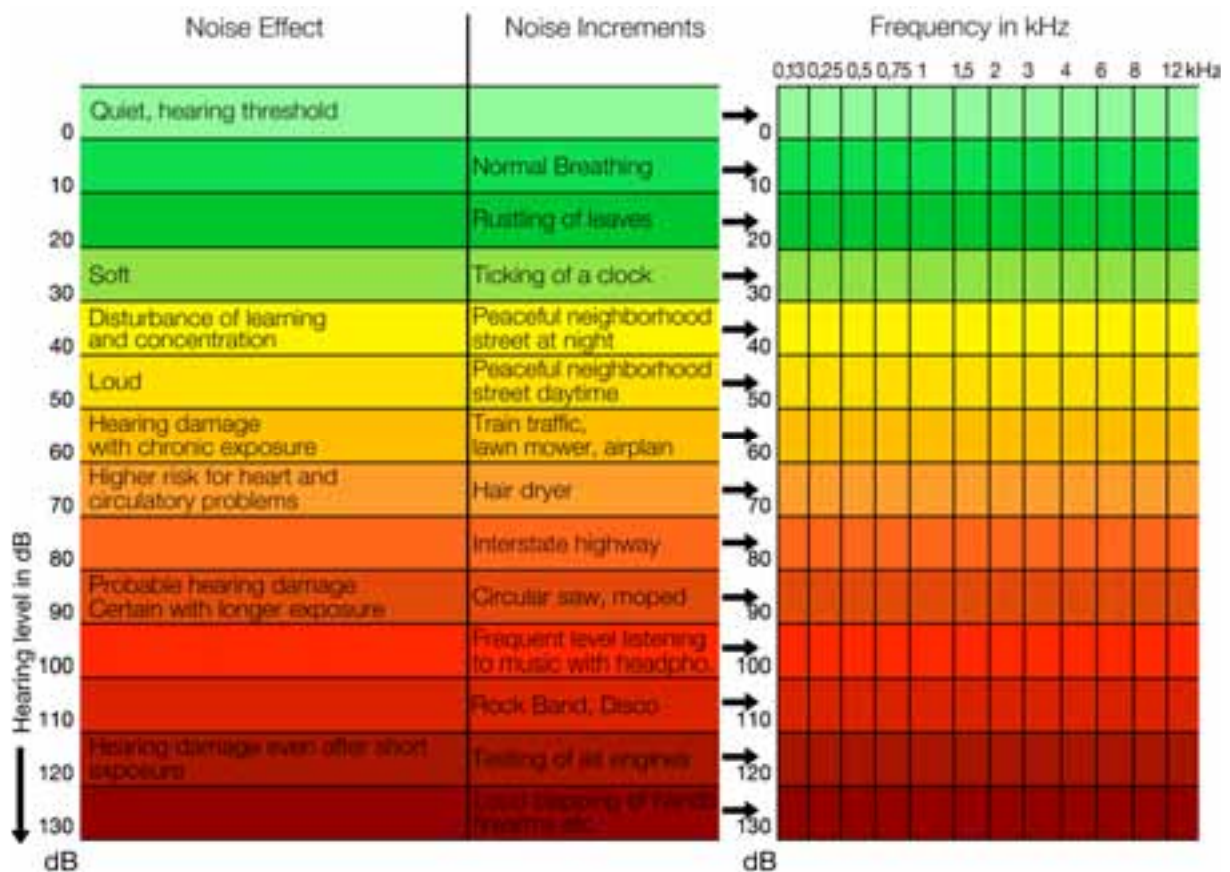 Noise Effect
Noise Increments
Frequency in kHz
0,13 0,25 0,5 0,75 1 1,5 2 3 4 6 8 12 kHz
Quiet, hearing threshold
0
0
Normal Breathing
10
10
Rustling of leaves
20
20
Soft
Ticking of a clock
30
30
Disturbance of learning
and concentration
Peaceful neighborhood
street at night
40
40
Loud
Peaceful neighborhood
street daytime
50
50
Hearing damage
with chronic exposure
Train traffic,
lawn mower, airplain
60
60
Higher risk for heart and
circulatory problems
Hair dryer
70
70
Interstate highway
80
80
Probable hearing damage
Certain with longer exposure
Circular saw, moped
90
90
Frequent level listening
to music with headpho.
100
100
Rock Band, Disco
110
110
Hearing damage even after short
exposure
Testing of engines
120
120
Loud clapping of hands
firearms etc.
130
130
dB
dB
Hearing level in dB